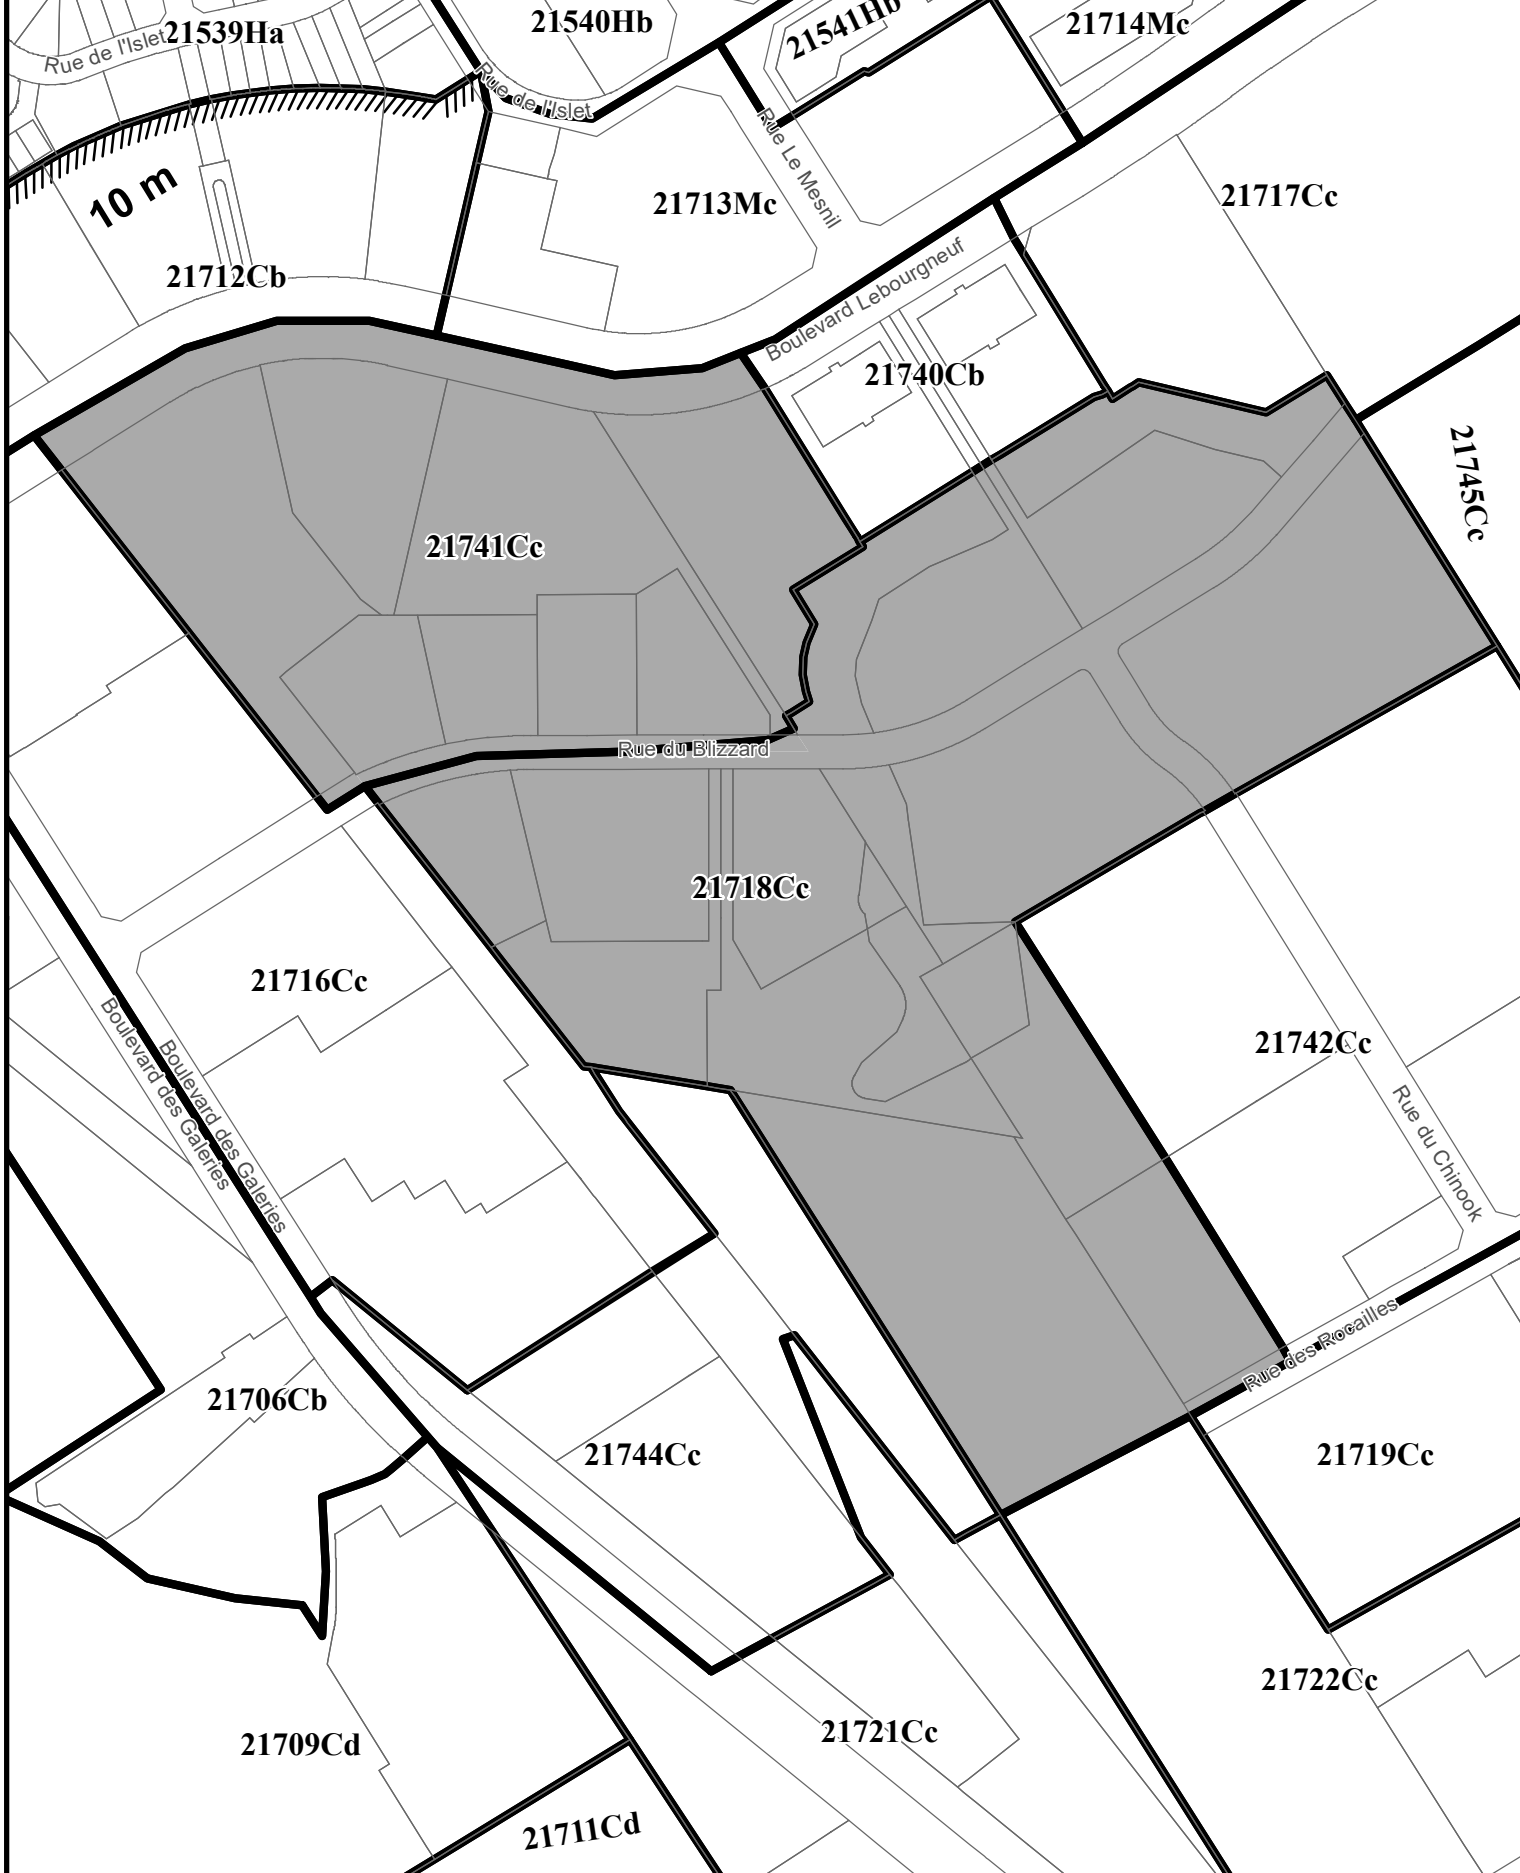 21539Ha
Rue de l'Islet
21540Hb
21541Hb
21714Mc
Rue de l'Islet
Rue Le Mesnil
10 m
21713Mc
21717Cc
21712Cb
Boulevard Lebourgneuf
21740Cb
21745Cc
21741Cc
Rue du Blizzard
21718Cc
21716Cc
21742Cc
Boulevard des Galeries
Boulevard des Galeries
Rue du Chinook
Rue des Rocailles
21706Cb
21744Cc
21719Cc
21722Cc
21721Cc
21709Cd
21711Cd